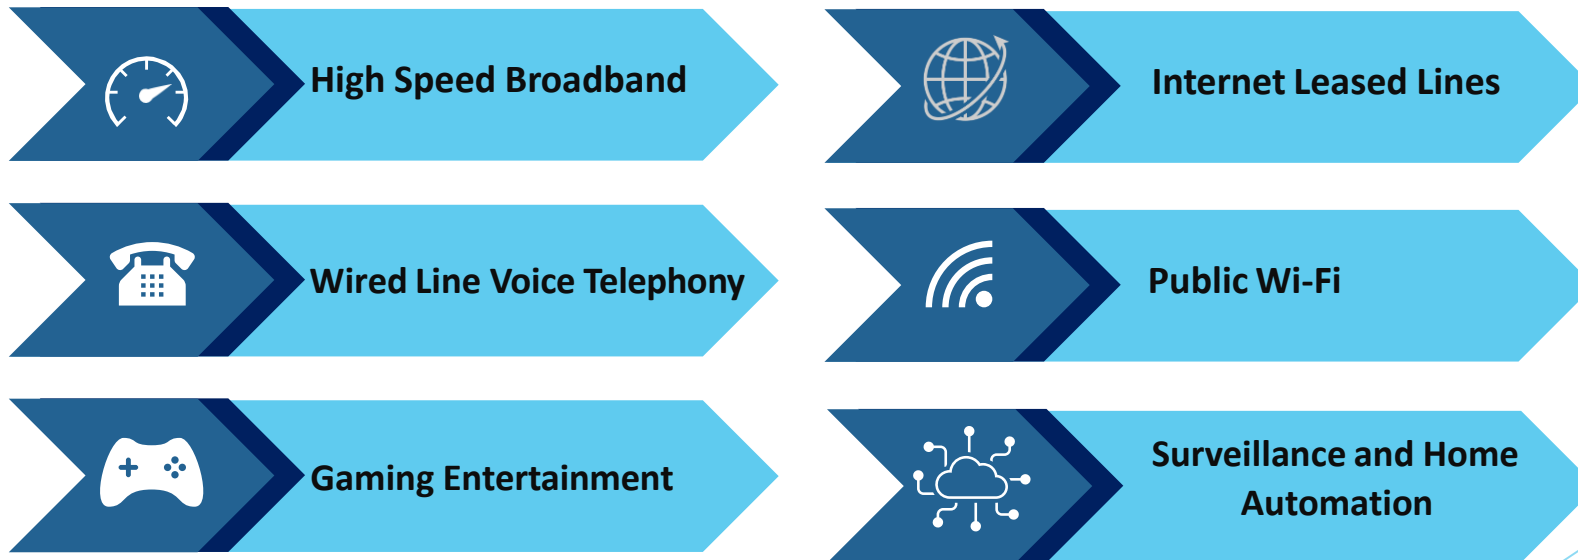 High Speed Broadband
Internet Leased Lines
Wired Line Voice Telephony
Public Wi-Fi
Gaming Entertainment
Surveillance and Home
Automation